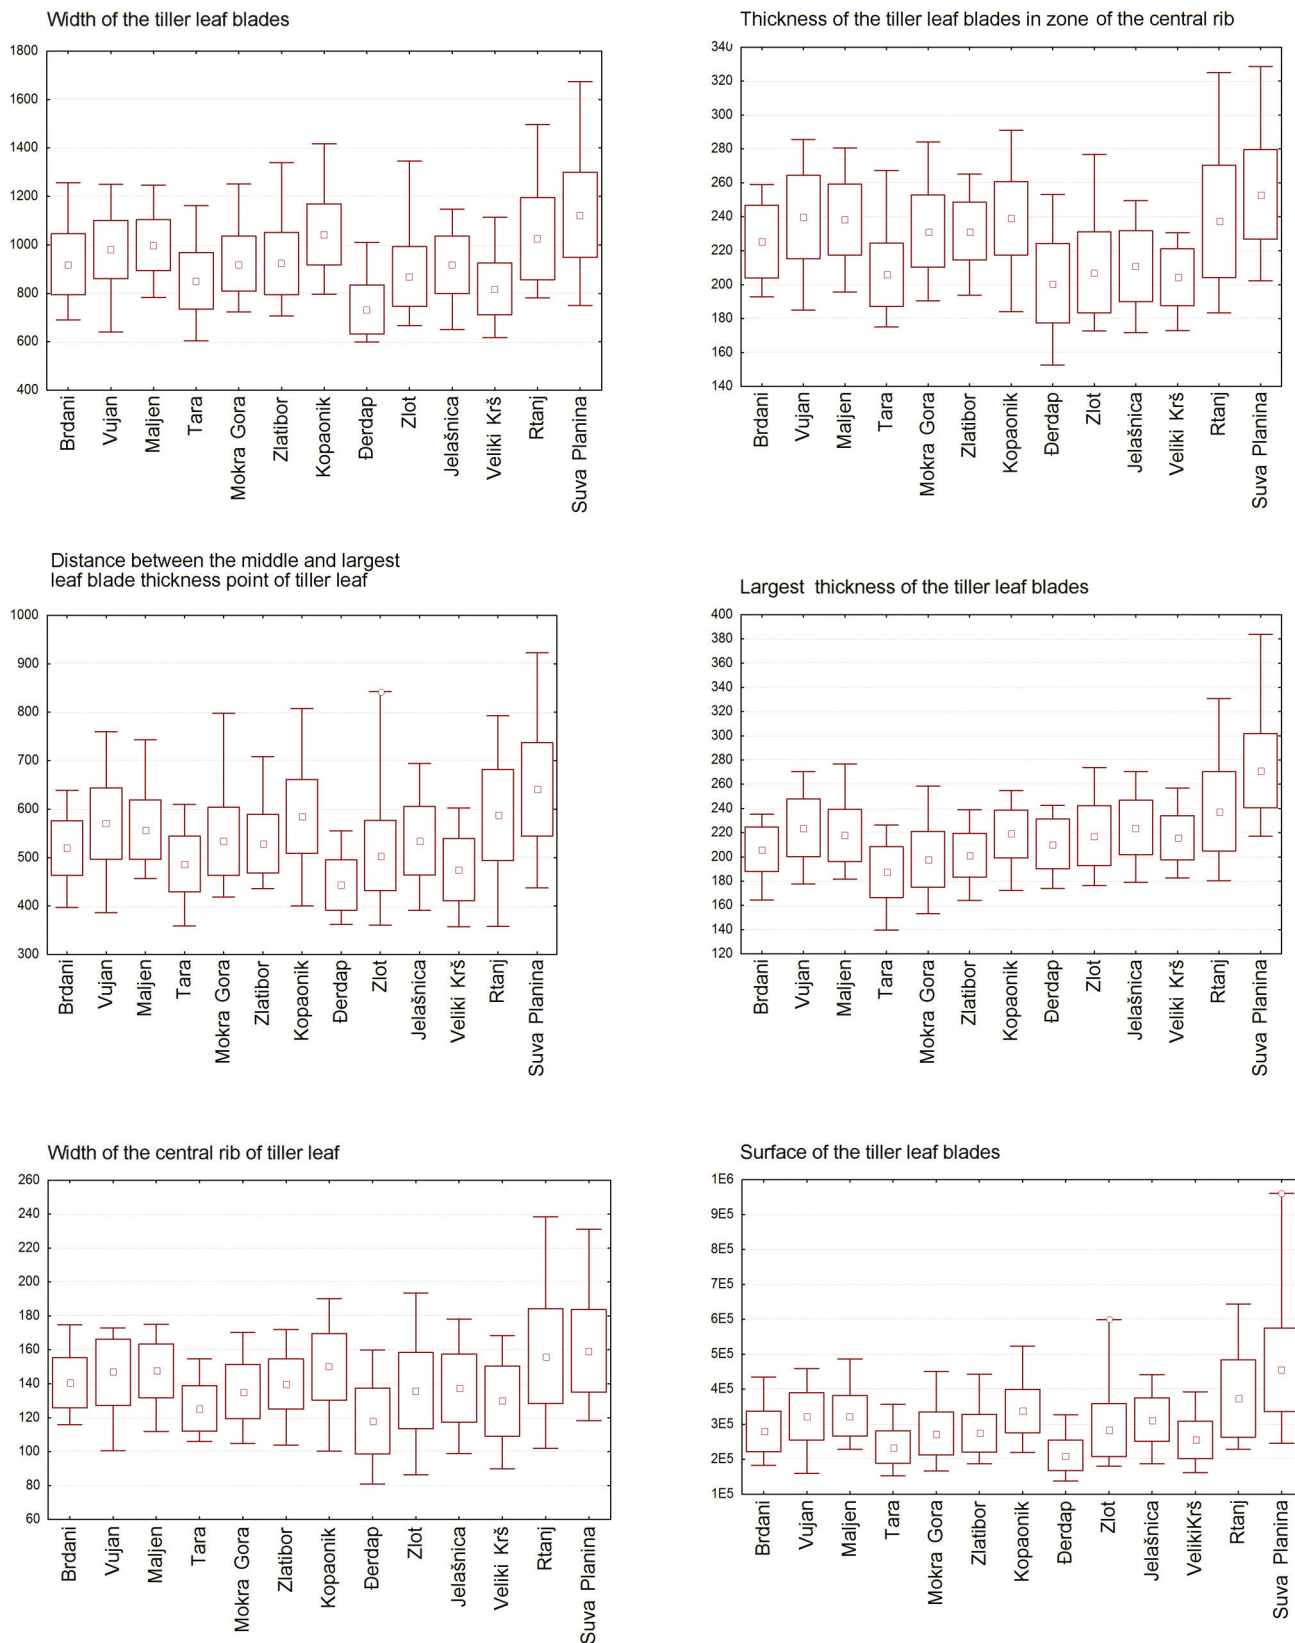 Width of the tiller leaf blades
1800
1600
1400
1200
1000
800
600
400
Brdani
Vujan
Maljen
Tara
Mokra Gora
Zlatibor
Kopaonik
Đerdap
Zlot
Jelašnica
Veliki Krš
Rtanj
Suva Planina
Thickness of the tiller leaf blades in zone of the central rib
340
340
320
300
280
260
240
220
200
180
160
140
Brdani
Vujan
Maljen
Tara
Mokra Gora
Zlatibor
Kopaonik
Đerdap
Zlot
Jelašnica
Veliki Krš
Rtanj
Suva Planina
Distance between the middle and largest
leaf blade thickness point of tiller leaf
1000
900
800
700
600
500
400
300
Brdani
Vujan
Maljen
Tara
Mokra Gora
Zlatibor
Kopaonik
Đerdap
Zlot
Jelašnica
Veliki Krš
Rtanj
Suva Planina
Largest thickness of the tiller leaf blades
400
380
360
340
320
300
280
260
240
220
200
180
160
140
120
Brdani
Vujan
Maljen
Tara
Mokra Gora
Zlatibor
Kopaonik
Đerdap
Zlot
Jelašnica
Veliki Krš
Rtanj
Suva Planina
Width of the central rib of tiller leaf
260
240
220
200
180
160
140
120
100
80
60
Brdani
Vujan
Maljen
Tara
Mokra Gora
Zlatibor
Kopaonik
Đerdap
Zlot
Jelašnica
Veliki Krš
Rtanj
Suva Planina
Surface of the tiller leaf blades
1E6
9E5
8E5
7E5
6E5
5E5
4E5
3E5
2E5
1E5
Brdani
Vujan
Maljen
Tara
Mokra Gora
Zlatibor
Kopaonik
Đerdap
Zlot
Jelašnica
VelikiKrš
Rtanj
Suva Planina